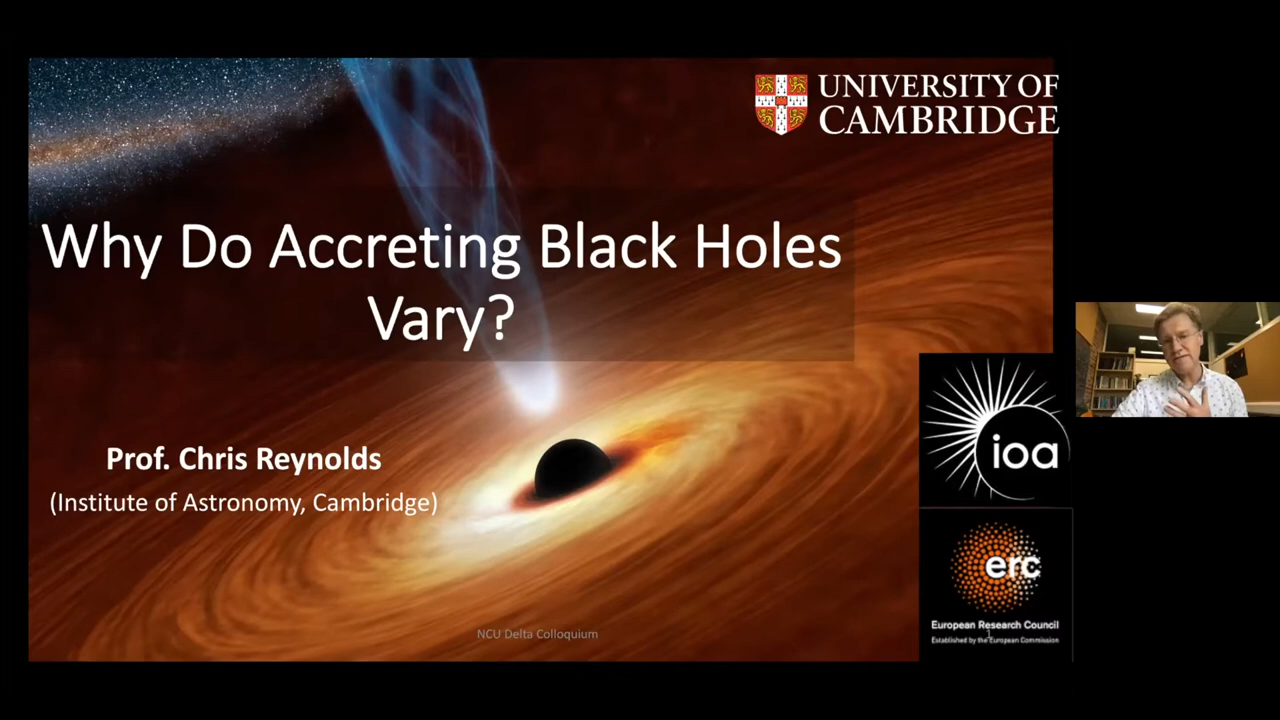 UNIVERSITY OF
CAMBRIDGE
Why Do Accreting Black Holes
Vary?
Prof. Chris Reynolds
(Institute of Astronomy, Cambridge)
ioa
erc
European Research Council
Established by the European Commission
NCU Delta Colloquium
1